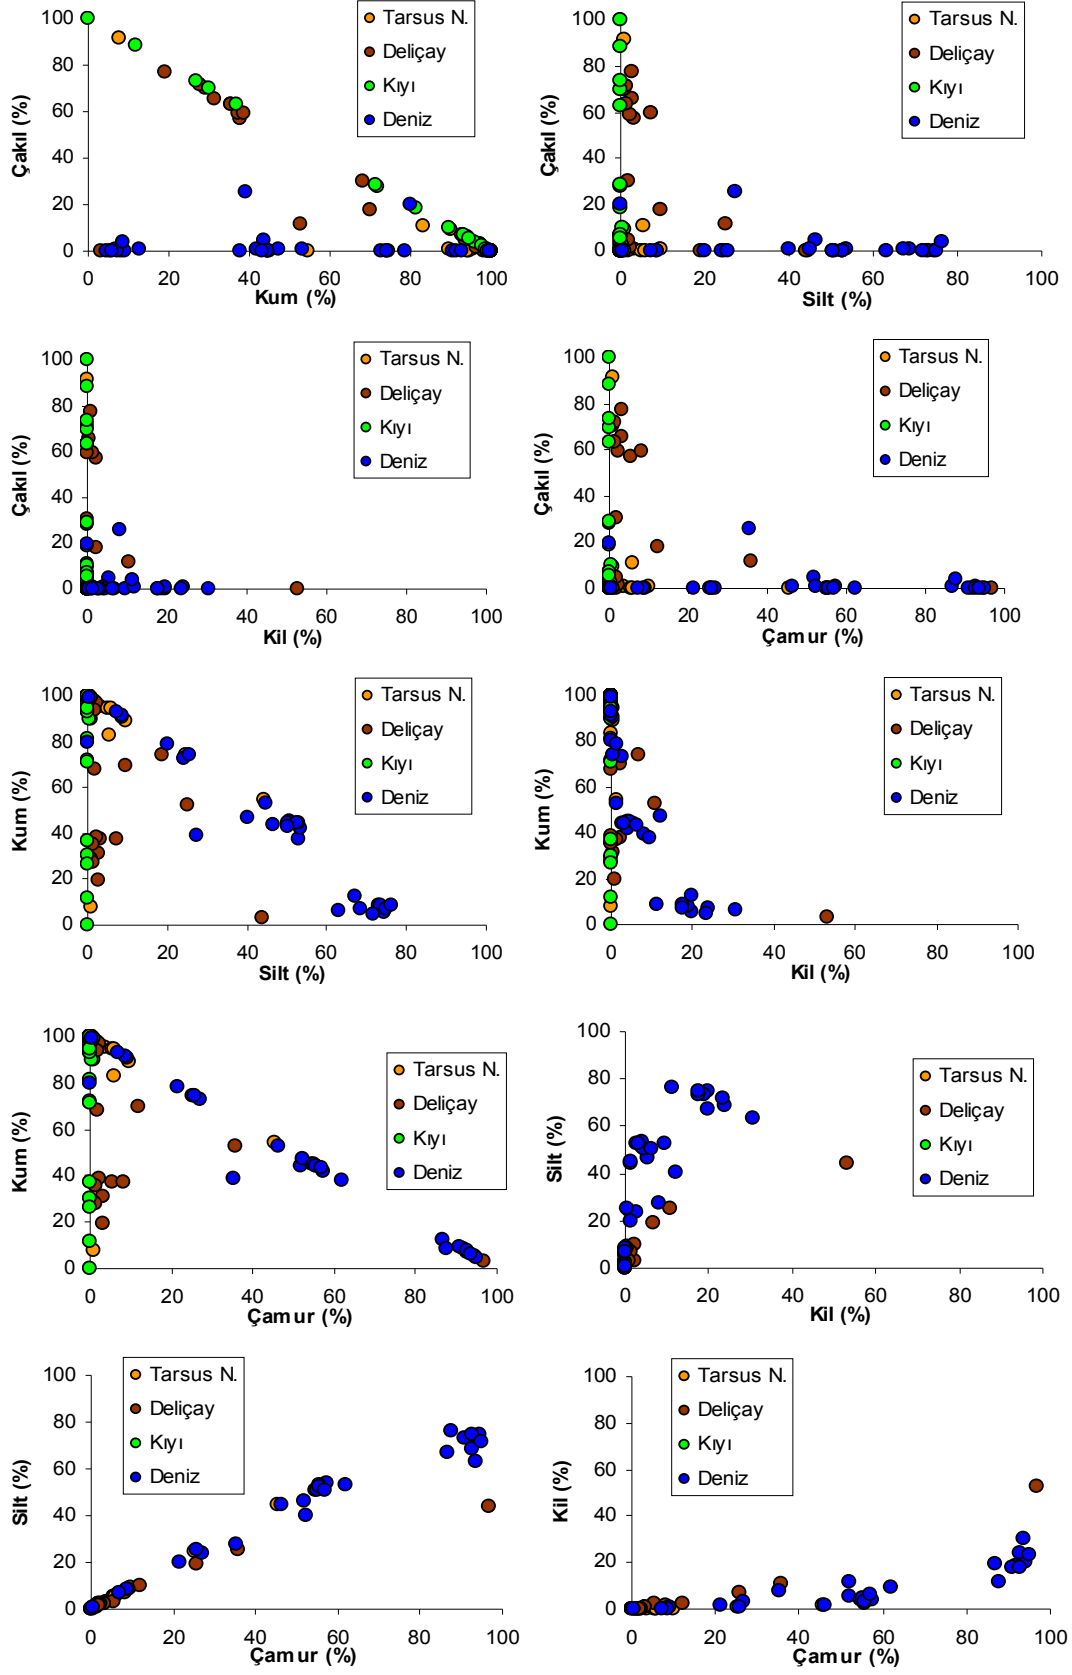 100
80
60
40
20
0
Çakıl (%)
0 20 40 60 80 100
Kum (%)
Tarsus N.
Deliçay
Kıyı
Deniz
100
80
60
40
20
0
Çakıl (%)
0 20 40 60 80 100
Silt (%)
Tarsus N.
Deliçay
Kıyı
Deniz
100
80
60
40
20
0
Çakıl (%)
0 20 40 60 80 100
Kil (%)
Tarsus N.
Deliçay
Kıyı
Deniz
100
80
60
40
20
0
Çakıl (%)
0 20 40 60 80 100
Çamur (%)
Tarsus N.
Deliçay
Kıyı
Deniz
100
80
60
40
20
0
Kum (%)
0 20 40 60 80 100
Silt (%)
Tarsus N.
Deliçay
Kıyı
Deniz
100
80
60
40
20
0
Kum (%)
0 20 40 60 80 100
Kil (%)
Tarsus N.
Deliçay
Kıyı
Deniz
100
80
60
40
20
0
Kum (%)
0 20 40 60 80 100
Çamur (%)
Tarsus N.
Deliçay
Kıyı
Deniz
100
80
60
40
20
0
Silt (%)
0 20 40 60 80 100
Kil (%)
Tarsus N.
Deliçay
Kıyı
Deniz
100
80
60
40
20
0
Silt (%)
0 20 40 60 80 100
Çamur (%)
Tarsus N.
Deliçay
Kıyı
Deniz
100
80
60
40
20
0
Kil (%)
0 20 40 60 80 100
Çamur (%)
Tarsus N.
Deliçay
Kıyı
Deniz